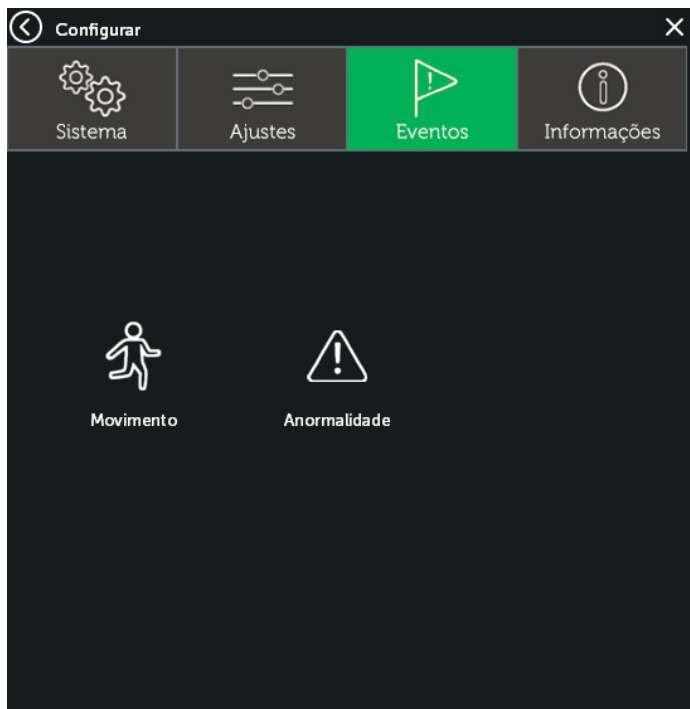 Configurar
Sistema Ajustes Eventos Informações
Movimento Anormalidade